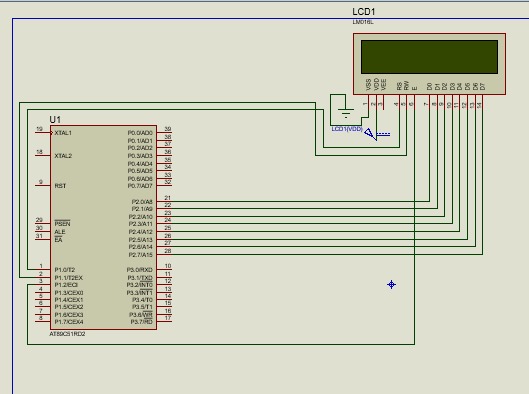 LCD1
LM016L
VSS
VDD
VEE
RS
RW
E
D0
D1
D2
D3
D4
D5
D6
D7
1
2
3
4
5
6
7
8
9
10
11
12
13
14
LCD1(VDD)
U1
19 XTAL1 P0.0/AD0 39
P0.1/AD1 38
P0.2/AD2 37
18 XTAL2 P0.3/AD3 36
P0.4/AD4 35
P0.5/AD5 34
P0.6/AD6 33
9 RST P0.7/AD7 32
P2.0/A8 21
P2.1/A9 22
P2.2/A10 23
29 PSEN P2.3/A11 24
30 ALE P2.4/A12 25
31 EA P2.5/A13 26
P2.6/A14 27
P2.7/A15 28
1 P1.0/T2 P3.0/RXD 10
2 P1.1/T2EX P3.1/TXD 11
3 P1.2/ECI P3.2/INT0 12
4 P1.3/CEX0 P3.3/INT1 13
5 P1.4/CEX1 P3.4/T0 14
6 P1.5/CEX2 P3.5/T1 15
7 P1.6/CEX3 P3.6/WR 16
8 P1.7/CEX4 P3.7/RD 17
AT89C51RD2